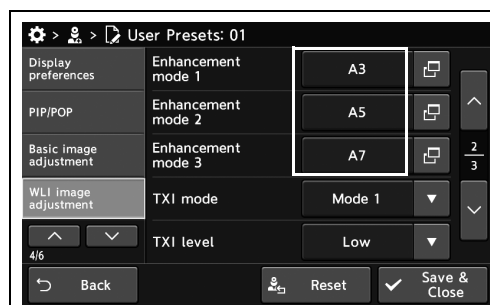 > > User Presets: 01
Display
preferences
PIP/POP
Basic image
adjustment
WLI image
adjustment
4/6
Enhancement
mode 1
A3
Enhancement
mode 2
A5
Enhancement
mode 3
A7
TXI mode
Mode 1
TXI level
Low
2
3
Back
Reset
Save &
Close